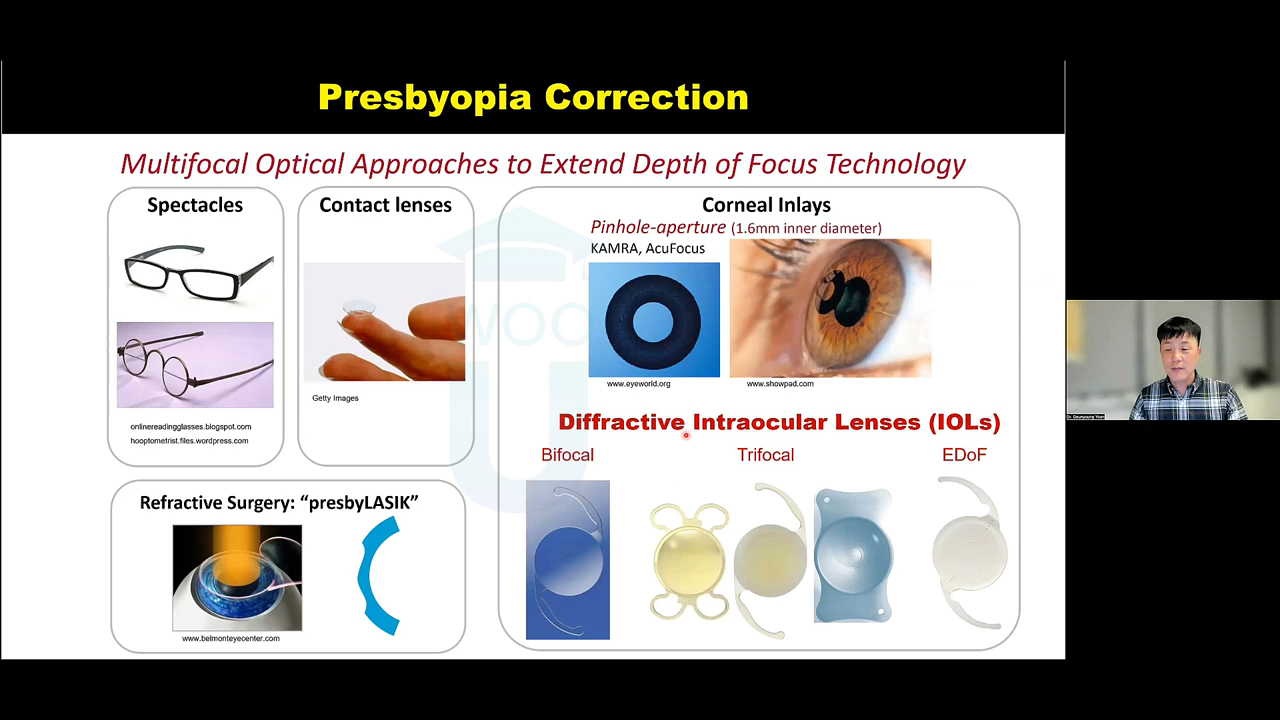 Presbyopia Correction
Multifocal Optical Approaches to Extend Depth of Focus Technology
Spectacles
onlinereadingglasses.blogspot.com
hooptometrist.files.wordpress.com
Contact lenses
Getty Images
Corneal Inlays
Pinhole-aperture (1.6mm inner diameter)
KAMRA, AcuFocus
www.eyeworld.org
www.showpad.com
Diffractive Intraocular Lenses (IOLs)
Bifocal
Trifocal
EDoF
Refractive Surgery: “presbyLASIK”
www.belmonteyecenter.com
WOO
U